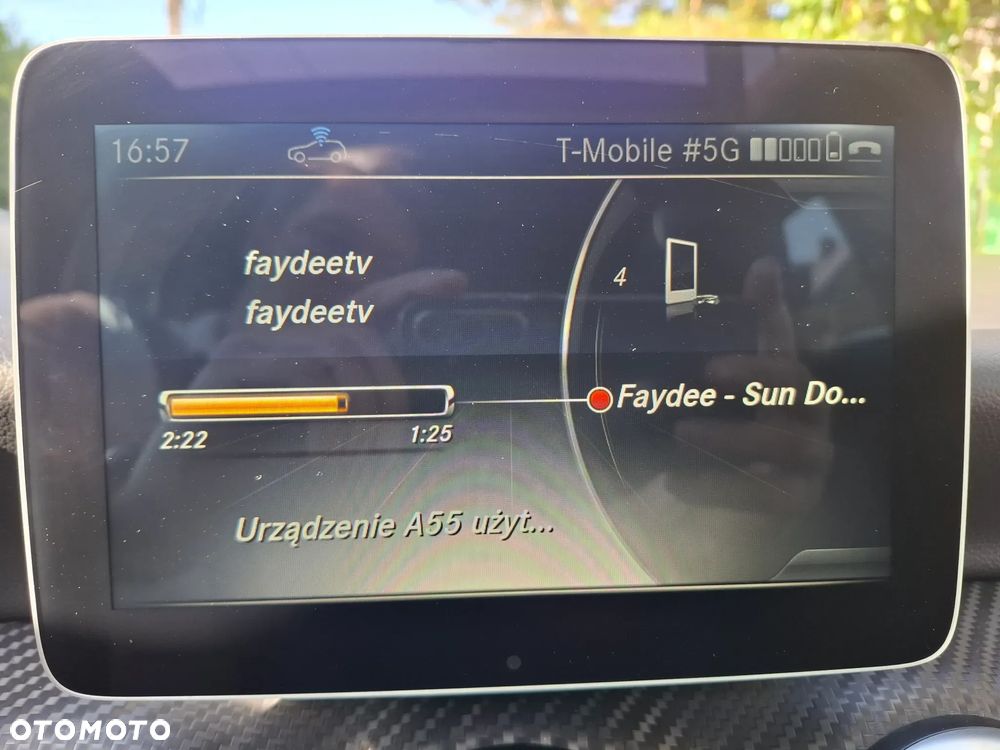 16:57 T-Mobile #5G
faydeetv
4
faydeetv
Faydee - Sun Do...
2:22 1:25
Urządzenie A55 użyt...
OTOMOTO